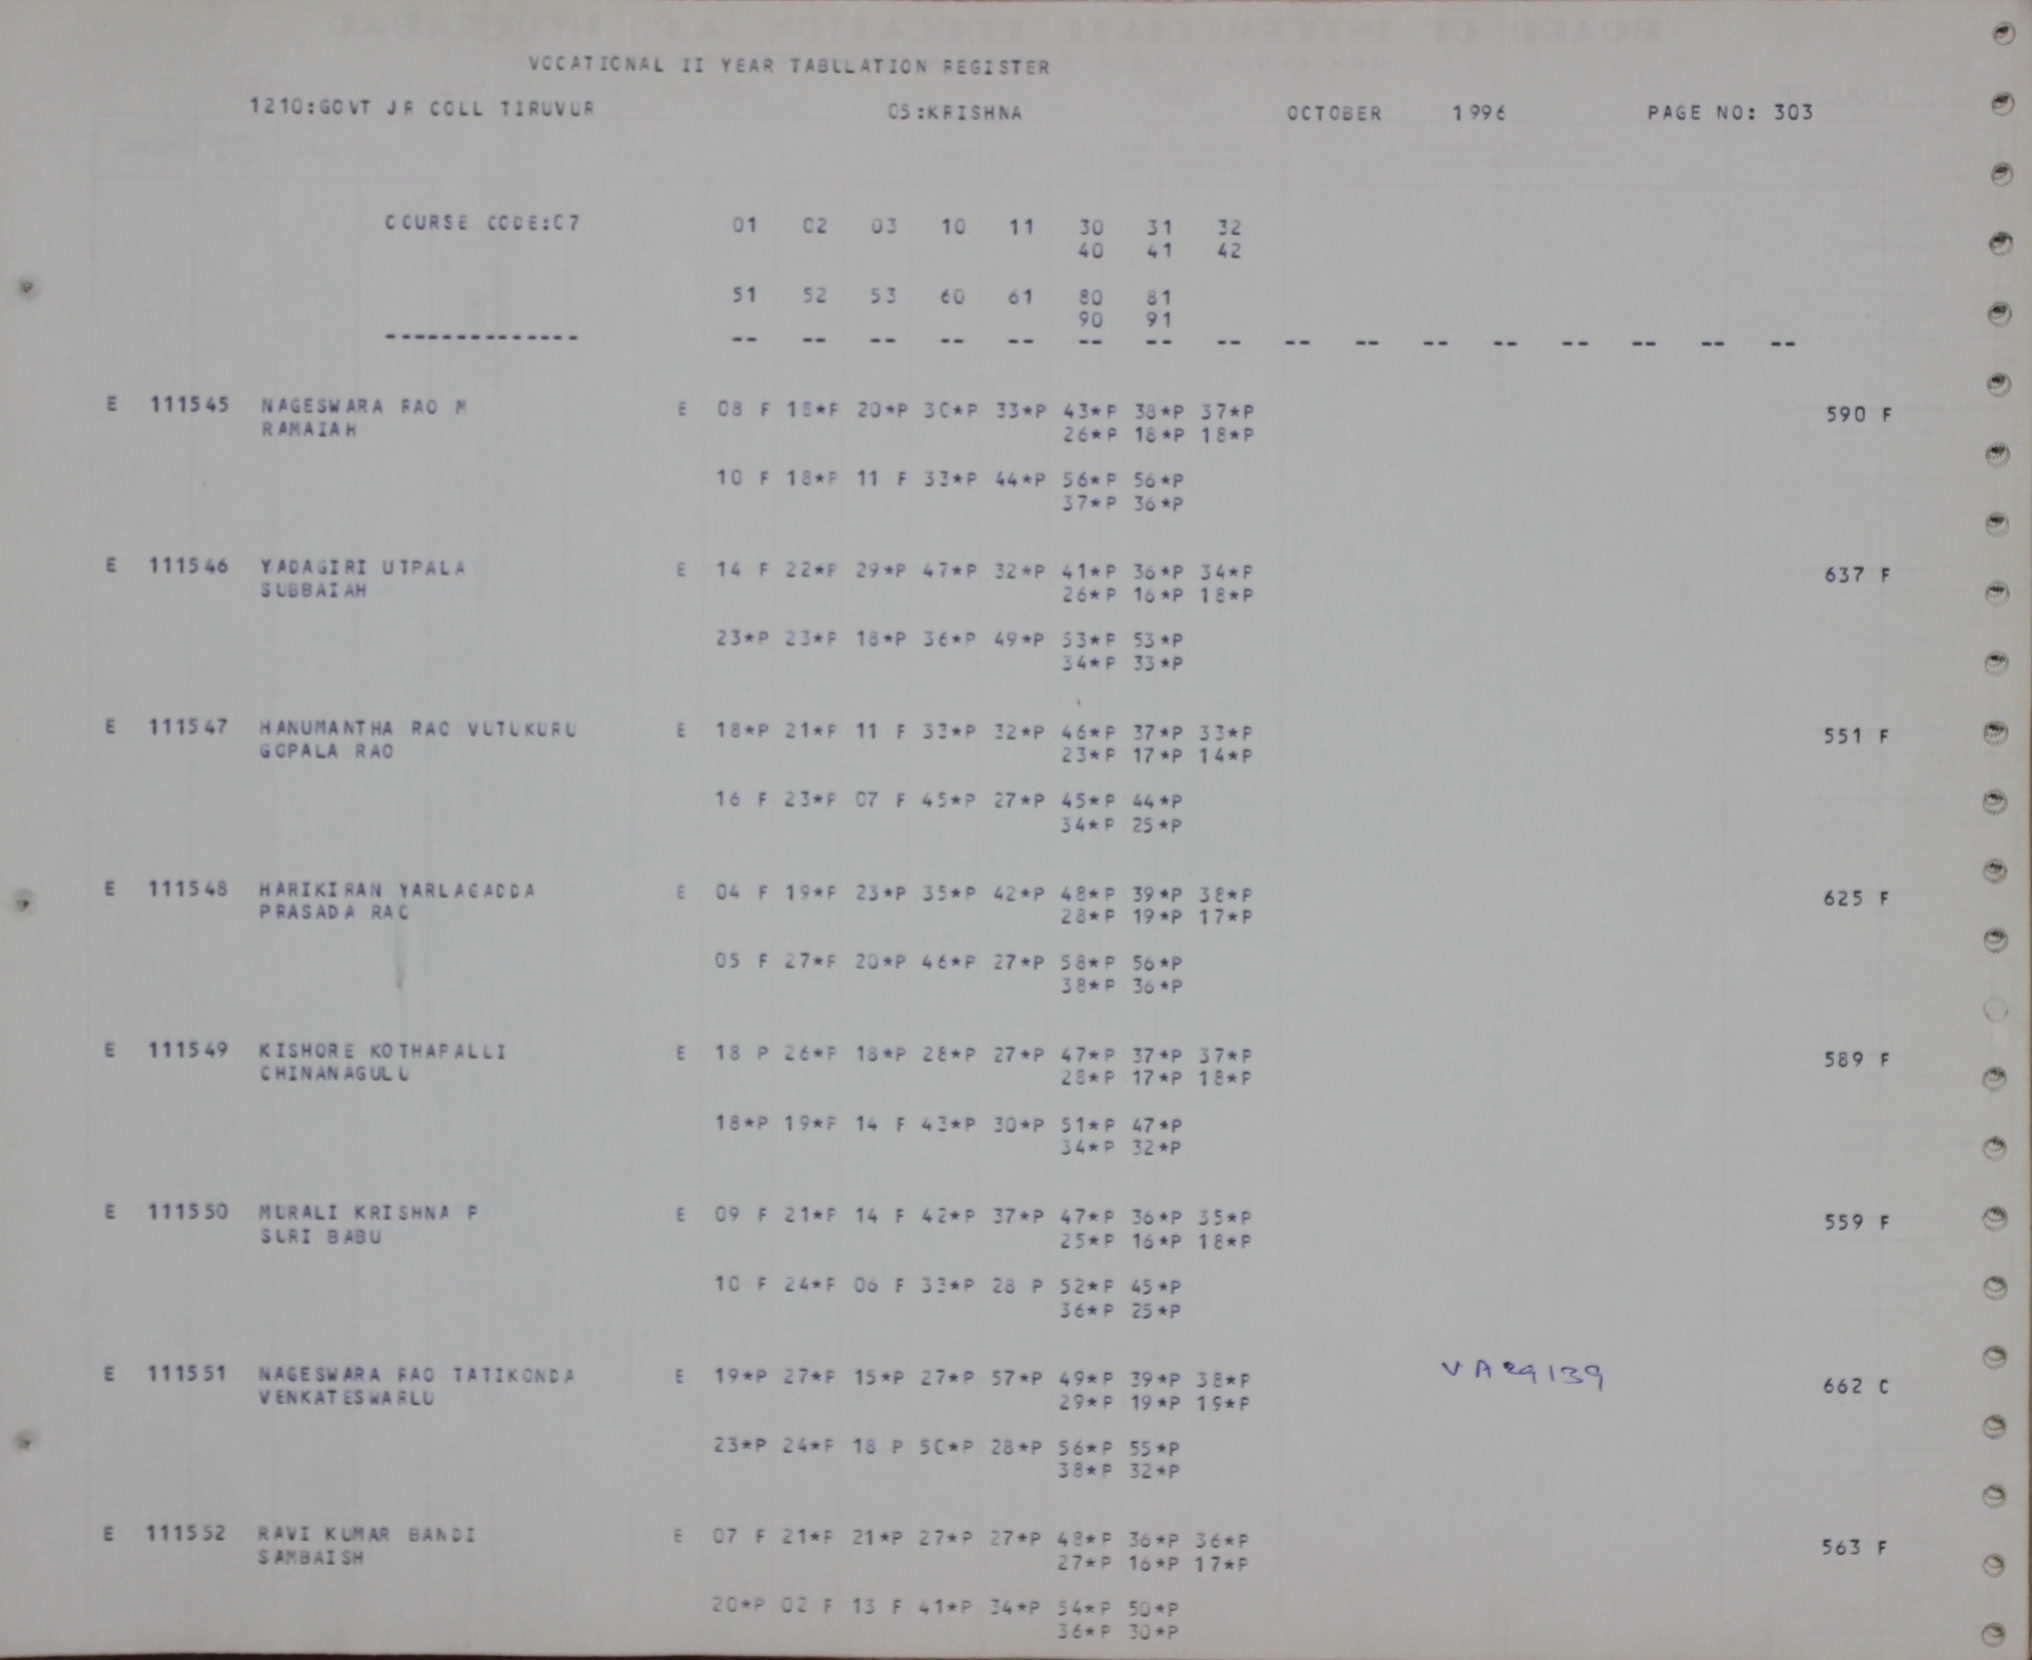 VOCATIONAL II YEAR TABULATION REGISTER
1210:GOVT JR COLL TIRUVUR 05:KRISHNA OCTOBER 1996 PAGE NO: 303
COURSE CODE:C7 01 02 03 10 11 30 31 32
40 41 42
51 52 53 60 61 80 81
90 91
-------------- -- -- -- -- -- -- -- -- -- -- -- -- -- -- -- --
E 111545 NAGESWARA RAO M E 08 F 18*P 20*P 30*P 33*P 43*P 38*P 37*P 590 F
RAMAIAH 26*P 18*P 18*P
10 F 18*P 11 F 33*P 44*P 56*P 56*P
37*P 36*P
E 111546 YADAGIRI UTPALA E 14 F 22*P 29*P 47*P 32*P 41*P 36*P 34*P 637 F
SUBBAIAH 26*P 16*P 18*P
23*P 23*P 18*P 36*P 49*P 53*P 53*P
34*P 33*P
E 111547 HANUMANTHA RAO VUTUKURU E 18*P 21*P 11 F 33*P 32*P 46*P 37*P 33*P 551 F
GOPALA RAO 23*P 17*P 14*P
16 F 23*P 07 F 45*P 27*P 45*P 44*P
34*P 25*P
E 111548 HARIKIRAN YARLAGADDA E 04 F 19*P 23*P 35*P 42*P 48*P 39*P 38*P 625 F
PRASADA RAO 28*P 19*P 17*P
05 F 27*P 20*P 46*P 27*P 58*P 56*P
38*P 36*P
E 111549 KISHORE KOTHAPALLI E 18 P 26*P 18*P 28*P 27*P 47*P 37*P 37*P 589 F
CHINANAGULU 28*P 17*P 18*P
18*P 19*P 14 F 43*P 30*P 51*P 47*P
34*P 32*P
E 111550 MURALI KRISHNA P E 09 F 21*P 14 F 42*P 37*P 47*P 36*P 35*P 559 F
SURI BABU 25*P 16*P 18*P
10 F 24*P 06 F 33*P 28 P 52*P 45*P
36*P 25*P
E 111551 NAGESWARA RAO TATIKONDA E 19*P 27*P 15*P 27*P 57*P 49*P 39*P 38*P VA29139 662 C
VENKATESWARLU 29*P 19*P 19*P
23*P 24*P 18 P 50*P 28*P 56*P 55*P
38*P 32*P
E 111552 RAVI KUMAR BANDI E 07 F 21*P 21*P 27*P 27*P 48*P 36*P 36*P 563 F
SAMBAISH 27*P 16*P 17*P
20*P 02 F 13 F 41*P 34*P 54*P 50*P
36*P 30*P